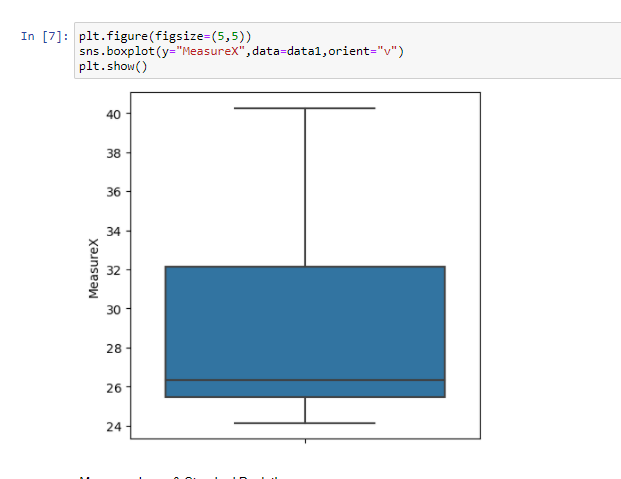 In [7]: plt.figure(figsize=(5,5))
sns.boxplot(y="MeasureX",data=data1,orient="v")
plt.show()
40
38
36
34
32
30
28
26
24
MeasureX